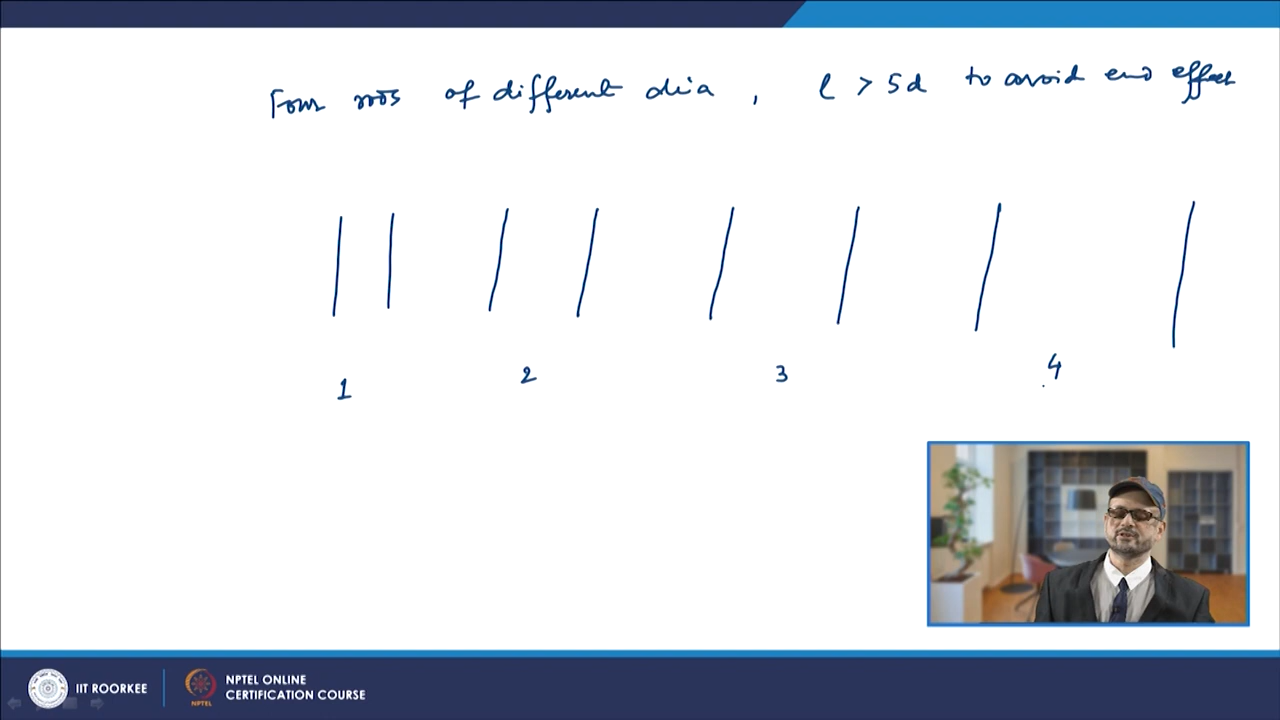 Four rods of different dia , l > 5d to avoid end effect
1 2 3 4
IIT ROORKEE
NPTEL
NPTEL ONLINE
CERTIFICATION COURSE